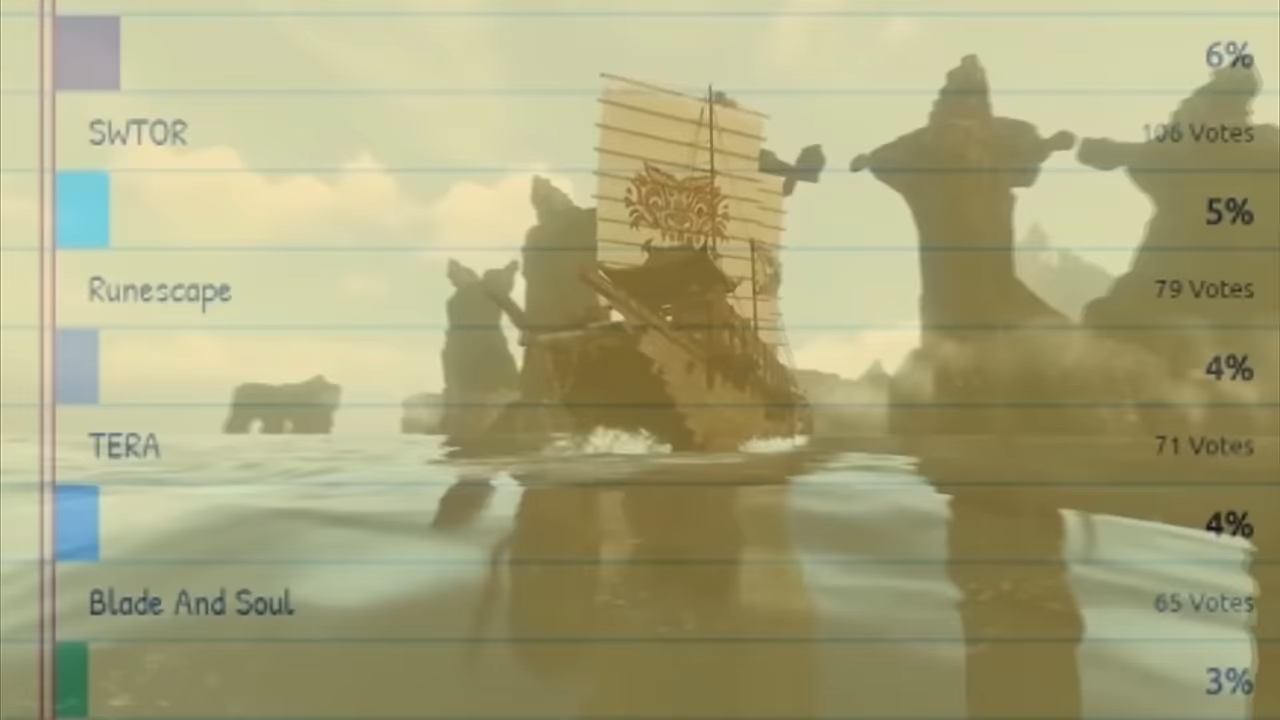 6%
SWTOR 106 Votes
5%
Runescape 79 Votes
4%
TERA 71 Votes
4%
Blade And Soul 65 Votes
3%